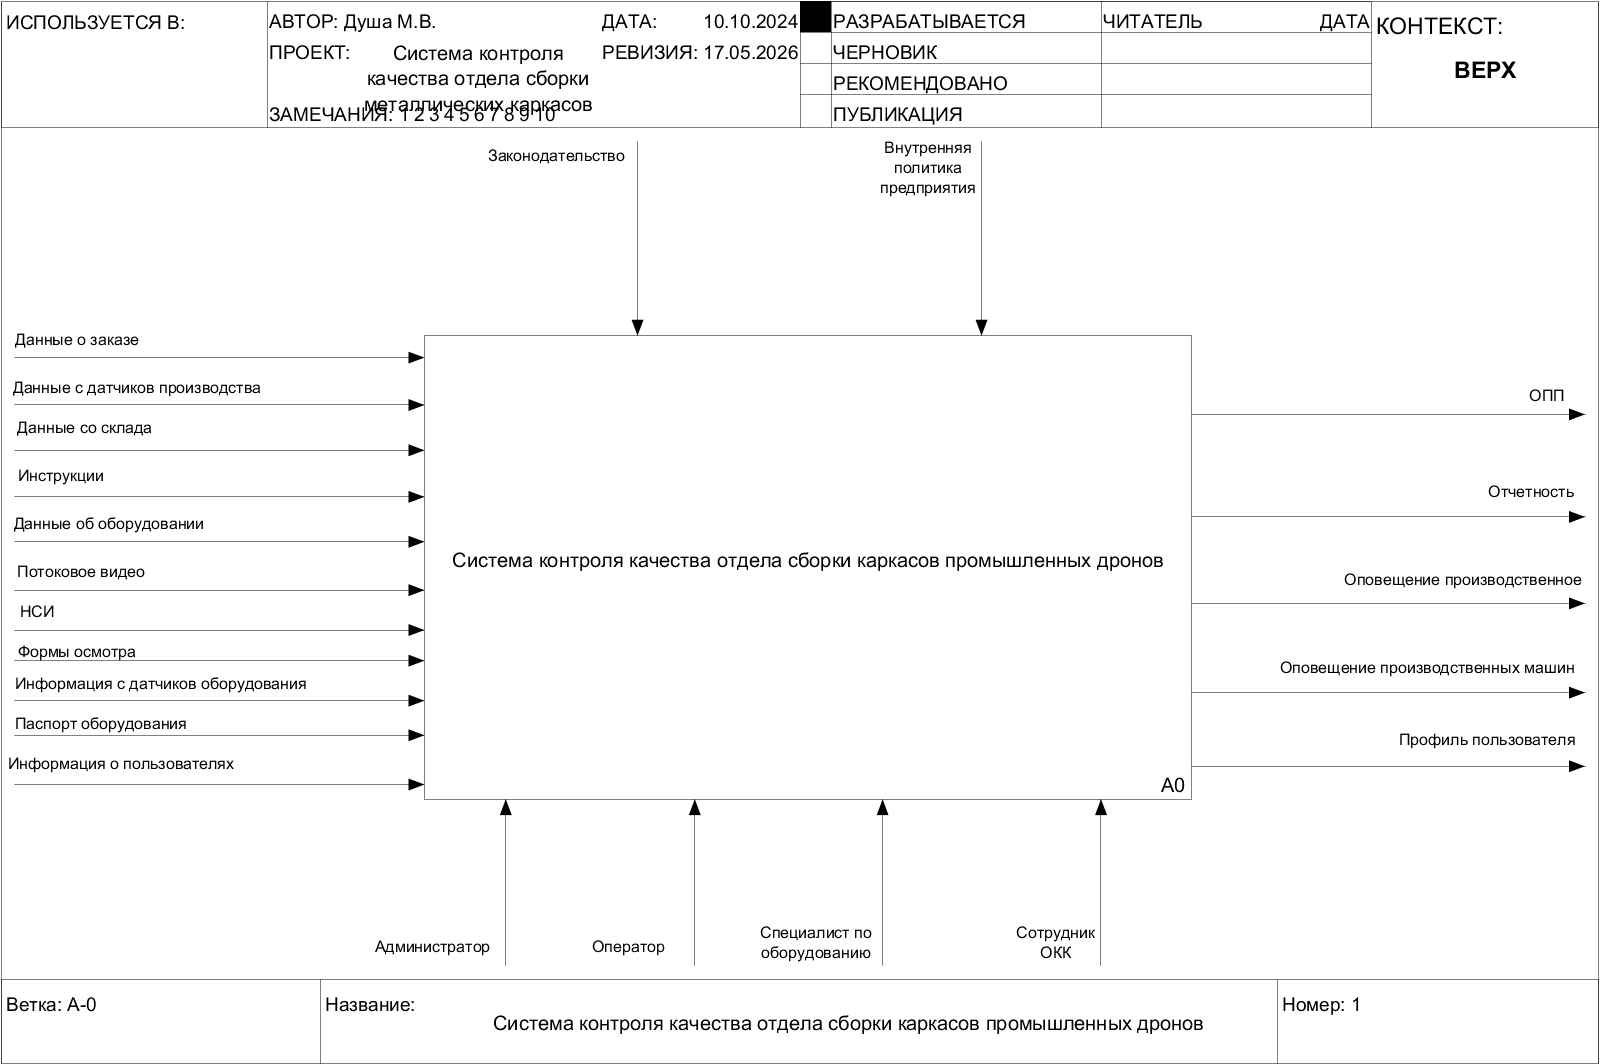 ИСПОЛЬЗУЕТСЯ В:
АВТОР: Душа М.В.
ДАТА: 10.10.2024
ПРОЕКТ: Система контроля
качества отдела сборки
металлических каркасов
РЕВИЗИЯ: 17.05.2026
ЗАМЕЧАНИЯ: 1 2 3 4 5 6 7 8 9 10
РАЗРАБАТЫВАЕТСЯ
ЧЕРНОВИК
РЕКОМЕНДОВАНО
ПУБЛИКАЦИЯ
ЧИТАТЕЛЬ ДАТА
КОНТЕКСТ:
ВЕРХ
Законодательство
Внутренняя
политика
предприятия
Данные о заказе
Данные с датчиков производства
Данные со склада
Инструкции
Данные об оборудовании
Потоковое видео
НСИ
Формы осмотра
Информация с датчиков оборудования
Паспорт оборудования
Информация о пользователях
Система контроля качества отдела сборки каркасов промышленных дронов
A0
ОПП
Отчетность
Оповещение производственное
Оповещение производственных машин
Профиль пользователя
Администратор
Оператор
Специалист по
оборудованию
Сотрудник
ОКК
Ветка: A-0
Название:
Система контроля качества отдела сборки каркасов промышленных дронов
Номер: 1